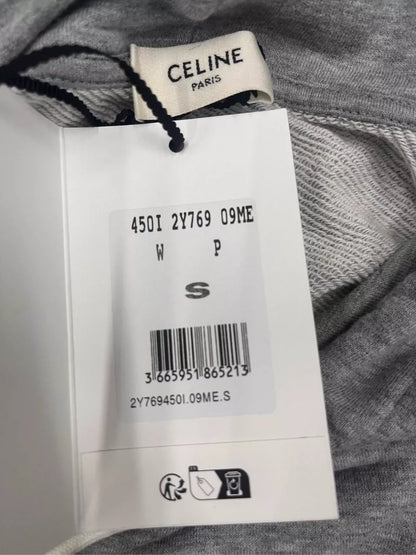 CELINE
PARIS
450I 2Y769 09ME
W P
S
3 665951 865213
2Y769450I.09ME.S